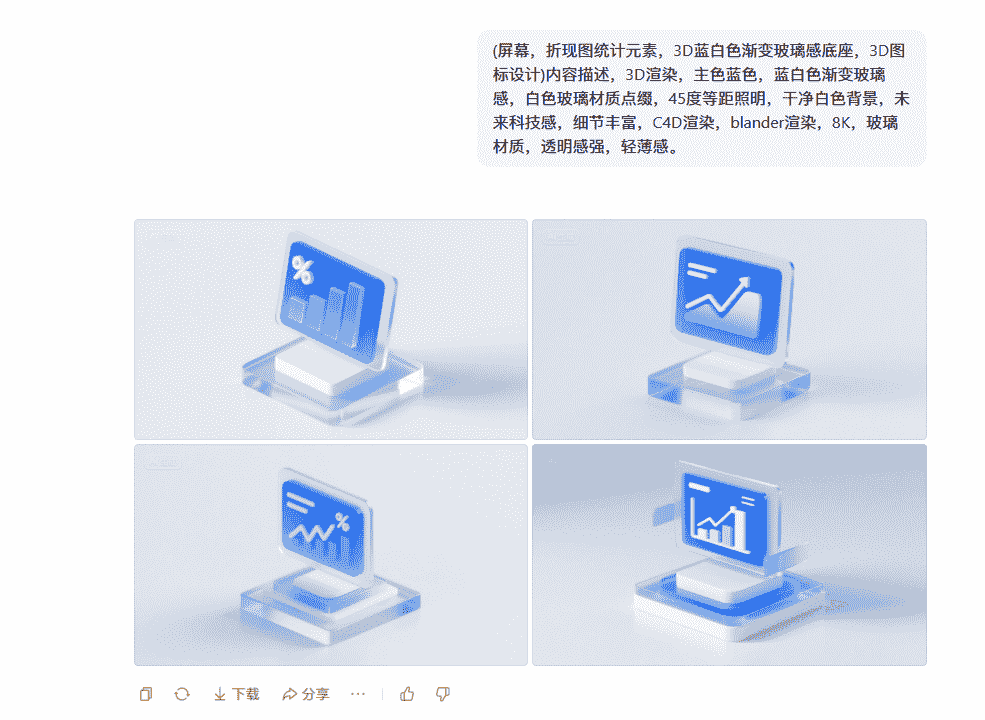 (屏幕，折现图统计元素，3D蓝白色渐变玻璃感底座，3D图
标设计)内容描述，3D渲染，主色蓝色，蓝白色渐变玻璃
感，白色玻璃材质点缀，45度等距照明，干净白色背景，未
来科技感，细节丰富，C4D渲染，blander渲染，8K，玻璃
材质，透明感强，轻薄感。
%
%
下载
分享